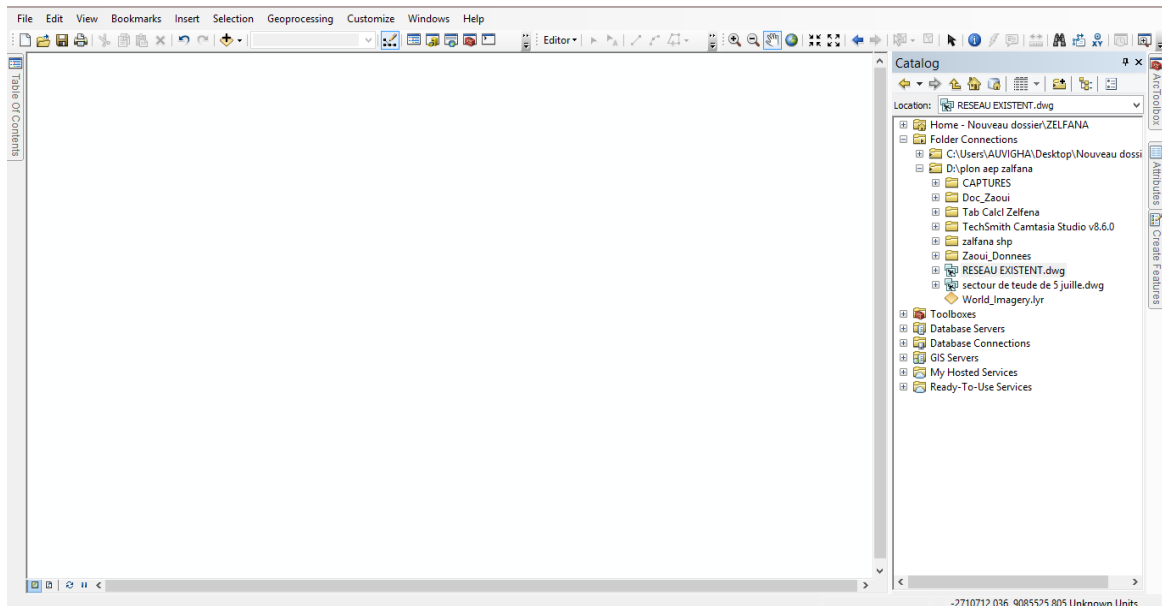 File Edit View Bookmarks Insert Selection Geoprocessing Customize Windows Help
Editor
Table Of Contents
Catalog
Location: RESEAU EXISTENT.dwg
Home - Nouveau dossier\ZELFANA
Folder Connections
C:\Users\AUVIGHA\Desktop\Nouveau dossi
D:\plon aep zalfana
CAPTURES
Doc_Zaoui
Tab Calcl Zelfena
TechSmith Camtasia Studio v8.6.0
zalfana shp
Zaoui_Donnees
RESEAU EXISTENT.dwg
sectour de teude de 5 juille.dwg
World_Imagery.lyr
Toolboxes
Database Servers
Database Connections
GIS Servers
My Hosted Services
Ready-To-Use Services
ArcToolbox
Attributes
Create Features
-2710712,036 9085525,805 Unknown Units